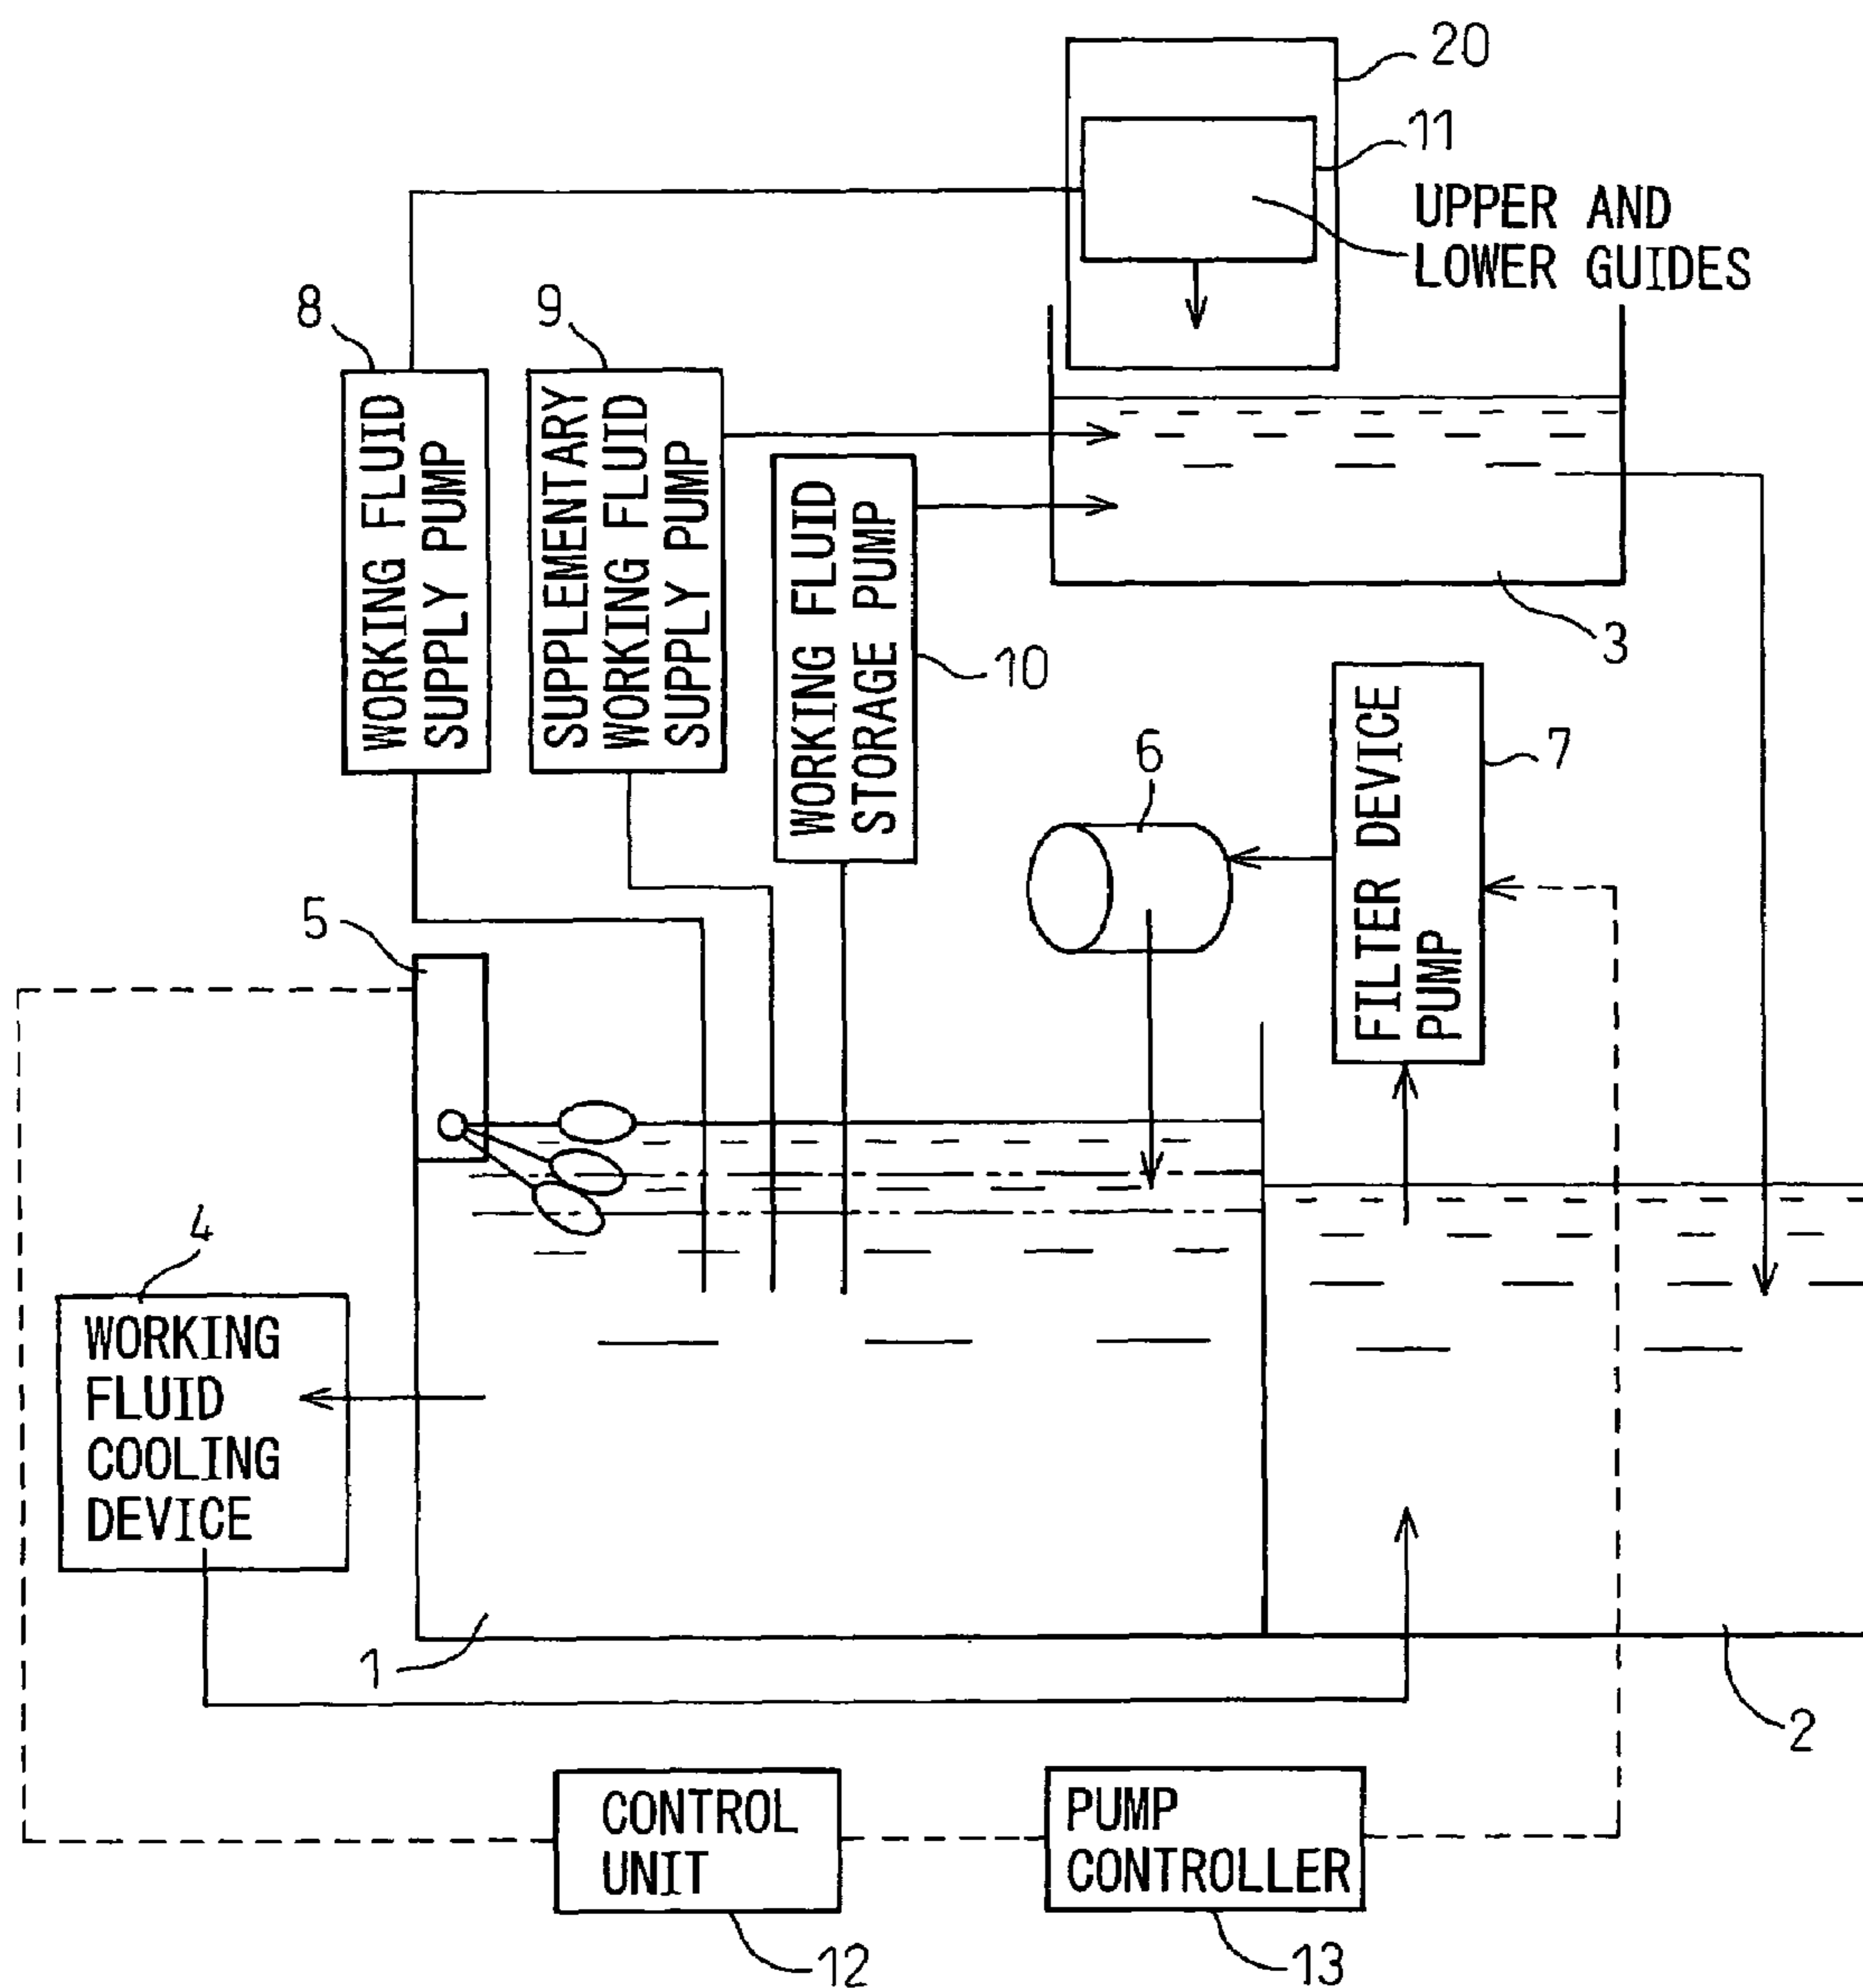 20
11
UPPER AND
LOWER GUIDES
8
9
WORKING FLUID
SUPPLY PUMP
SUPPLEMENTARY
WORKING FLUID
SUPPLY PUMP
WORKING FLUID
STORAGE PUMP
10
3
6
7
FILTER DEVICE
PUMP
5
4
WORKING
FLUID
COOLING
DEVICE
1
2
CONTROL
UNIT
PUMP
CONTROLLER
12
13